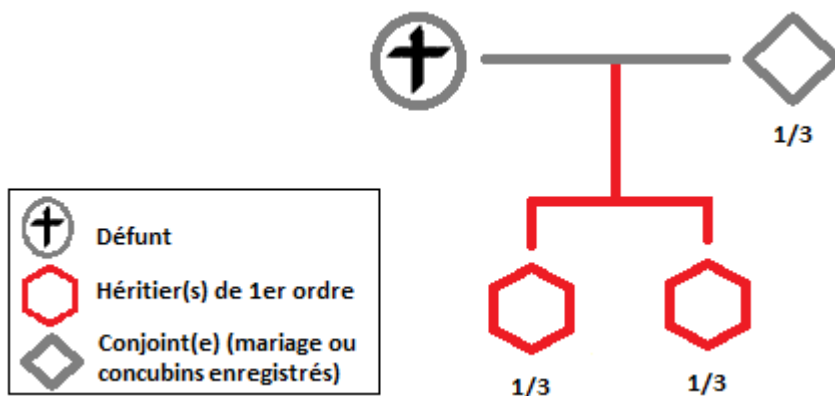 1/3
Défunt
Héritier(s) de 1er ordre
Conjoint(e) (mariage ou
concubins enregistrés)
1/3
1/3